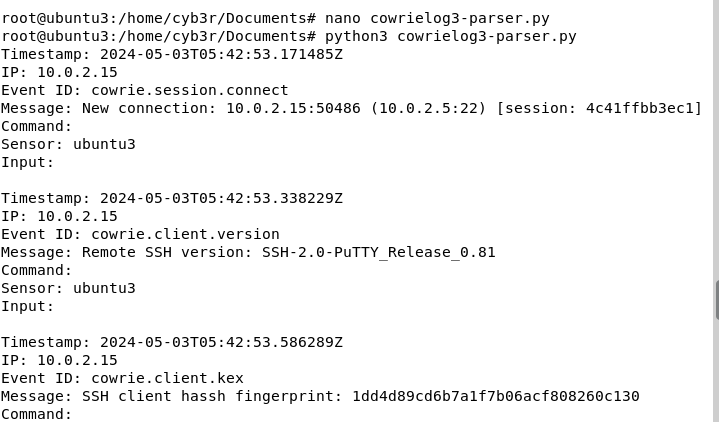 root@ubuntu3:/home/cyb3r/Documents# nano cowrielog3-parser.py
root@ubuntu3:/home/cyb3r/Documents# python3 cowrielog3-parser.py
Timestamp: 2024-05-03T05:42:53.171485Z
IP: 10.0.2.15
Event ID: cowrie.session.connect
Message: New connection: 10.0.2.15:50486 (10.0.2.5:22) [session: 4c41ffbb3ec1]
Command:
Sensor: ubuntu3
Input:

Timestamp: 2024-05-03T05:42:53.338229Z
IP: 10.0.2.15
Event ID: cowrie.client.version
Message: Remote SSH version: SSH-2.0-PuTTY_Release_0.81
Command:
Sensor: ubuntu3
Input:

Timestamp: 2024-05-03T05:42:53.586289Z
IP: 10.0.2.15
Event ID: cowrie.client.kex
Message: SSH client hassh fingerprint: 1dd4d89cd6b7a1f7b06acf808260c130
Command: